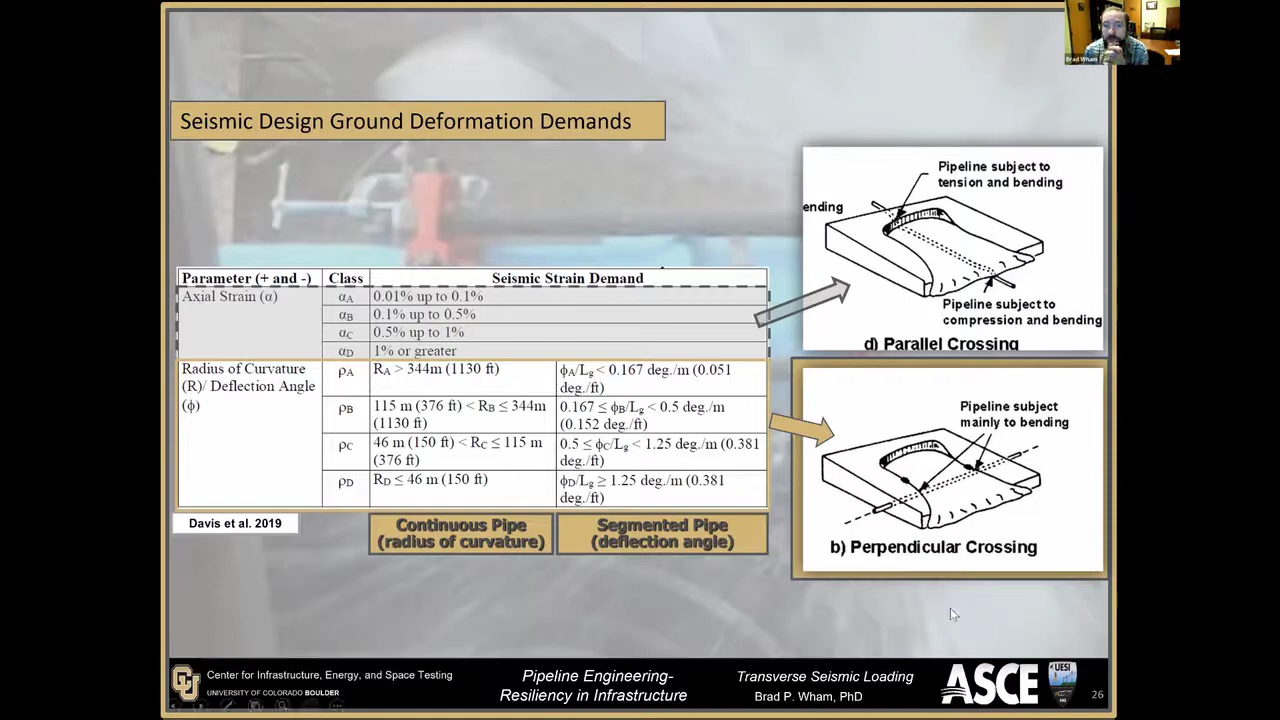 Brad Wham
Seismic Design Ground Deformation Demands
Pipeline subject to
tension and bending
ending
Pipeline subject to
compression and bending
d) Parallel Crossing
Parameter (+ and -) Class Seismic Strain Demand
Axial Strain (α) αA 0.01% up to 0.1%
αB 0.1% up to 0.5%
αC 0.5% up to 1%
αD 1% or greater
Radius of Curvature
(R)/ Deflection Angle
(ϕ)
ρA RA > 344m (1130 ft) ϕA/Lg < 0.167 deg./m (0.051
deg./ft)
ρB 115 m (376 ft) < RB ≤ 344m 0.167 ≤ ϕB/Lg < 0.5 deg./m
(1130 ft) (0.152 deg./ft)
ρC 46 m (150 ft) < RC ≤ 115 m 0.5 ≤ ϕC/Lg < 1.25 deg./m (0.381
(376 ft) deg./ft)
ρD RD ≤ 46 m (150 ft) ϕD/Lg ≥ 1.25 deg./m (0.381
deg./ft)
Davis et al. 2019
Continuous Pipe
(radius of curvature)
Segmented Pipe
(deflection angle)
Pipeline subject
mainly to bending
b) Perpendicular Crossing
CU
Center for Infrastructure, Energy, and Space Testing
UNIVERSITY OF COLORADO BOULDER
Pipeline Engineering-
Resiliency in Infrastructure
Transverse Seismic Loading
Brad P. Wham, PhD
ASCE
UESI
26